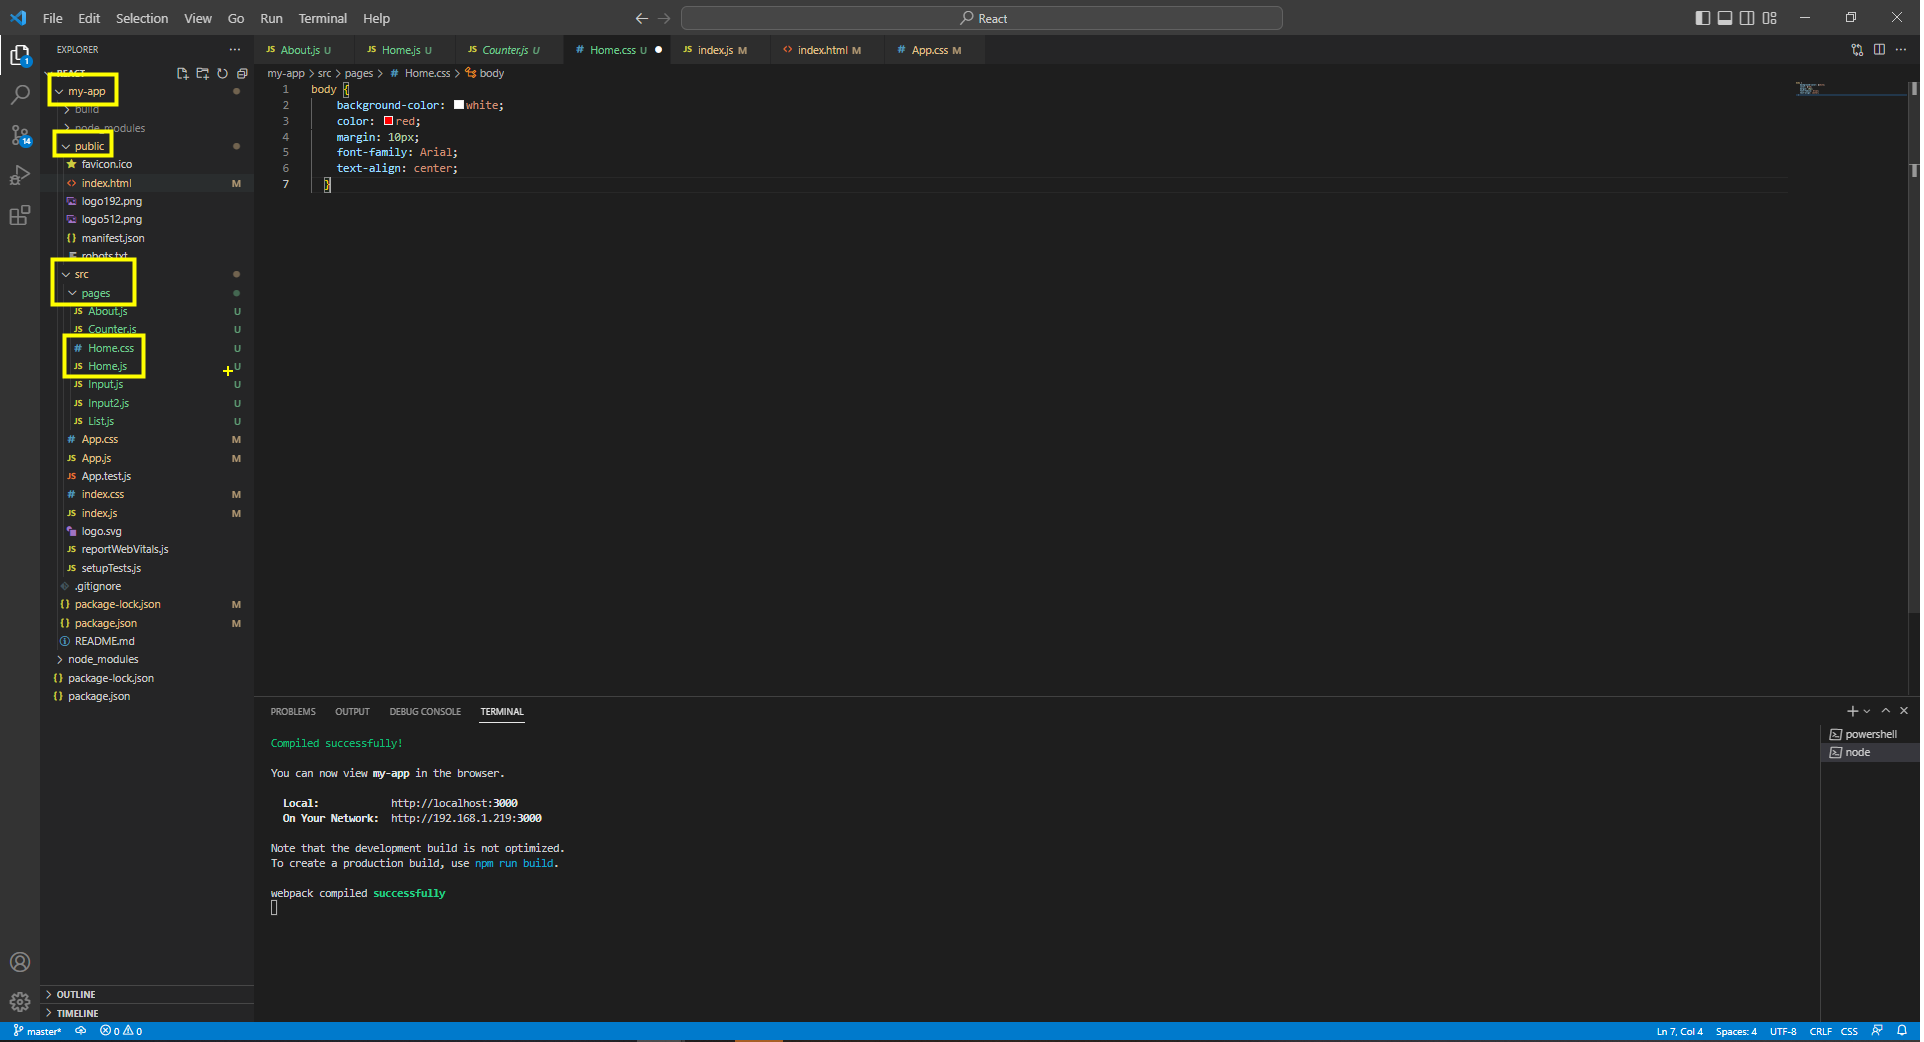 File Edit Selection View Go Run Terminal Help
React
EXPLORER
REACT
my-app
build
node_modules
public
favicon.ico
index.html M
logo192.png
logo512.png
manifest.json
robots.txt
src
pages
About.js U
Counter.js U
Home.css U
Home.js U
Input.js U
Input2.js U
List.js U
App.css M
App.js M
App.test.js
index.css M
index.js M
logo.svg
reportWebVitals.js
setupTests.js
.gitignore
package-lock.json M
package.json M
README.md
node_modules
package-lock.json
package.json
OUTLINE
TIMELINE
1
14
About.js U Home.js U Counter.js U Home.css U index.js M index.html M App.css M
my-app > src > pages > # Home.css > body
1 body {
2 background-color: white;
3 color: red;
4 margin: 10px;
5 font-family: Arial;
6 text-align: center;
7 }
PROBLEMS OUTPUT DEBUG CONSOLE TERMINAL
Compiled successfully!
You can now view my-app in the browser.
Local: http://localhost:3000
On Your Network: http://192.168.1.219:3000
Note that the development build is not optimized.
To create a production build, use npm run build.
webpack compiled successfully
powershell
node
master* 0 0 Ln 7, Col 4 Spaces: 4 UTF-8 CRLF CSS